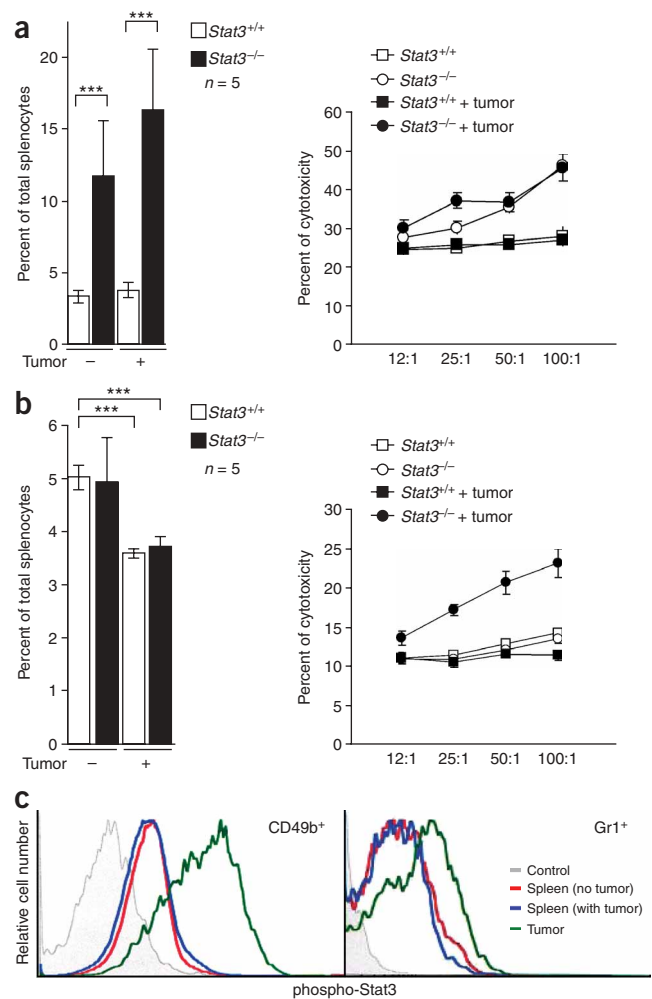 a
***
***
Stat3+/+
Stat3–/–
n = 5
20
15
10
5
0
Percent of total splenocytes
Tumor – +
Stat3+/+
Stat3–/–
Stat3+/+ + tumor
Stat3–/– + tumor
60
50
40
30
20
10
0
Percent of cytotoxicity
12:1 25:1 50:1 100:1
b
***
***
Stat3+/+
Stat3–/–
n = 5
6
5
4
3
2
1
0
Percent of total splenocytes
Tumor – +
Stat3+/+
Stat3–/–
Stat3+/+ + tumor
Stat3–/– + tumor
30
25
20
15
10
5
0
Percent of cytotoxicity
12:1 25:1 50:1 100:1
c
Relative cell number
CD49b+
Gr1+
Control
Spleen (no tumor)
Spleen (with tumor)
Tumor
phospho-Stat3